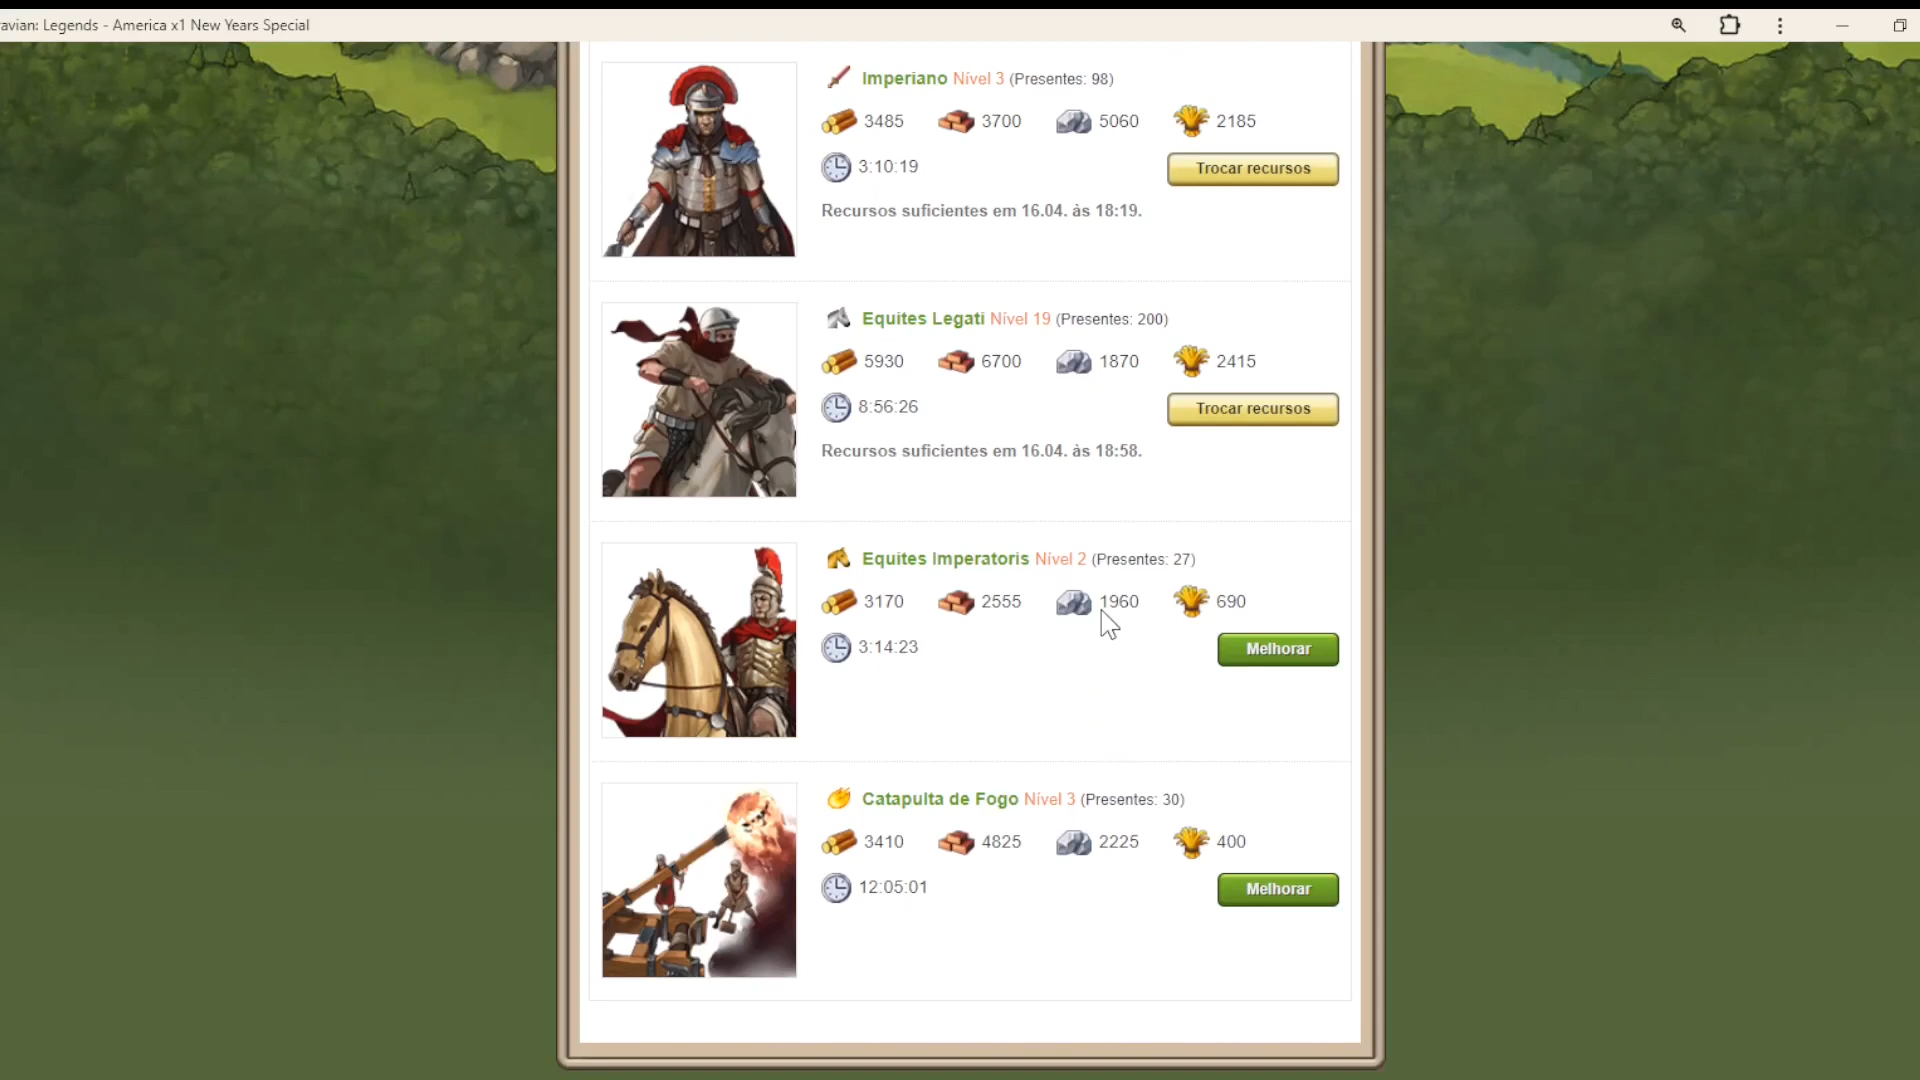 avian: Legends - America x1 New Years Special
Imperiano Nível 3 (Presentes: 98)
3485 3700 5060 2185
3:10:19 Trocar recursos
Recursos suficientes em 16.04. às 18:19.
Equites Legati Nível 19 (Presentes: 200)
5930 6700 1870 2415
8:56:26 Trocar recursos
Recursos suficientes em 16.04. às 18:58.
Equites Imperatoris Nível 2 (Presentes: 27)
3170 2555 1960 690
3:14:23 Melhorar
Catapulta de Fogo Nível 3 (Presentes: 30)
3410 4825 2225 400
12:05:01 Melhorar